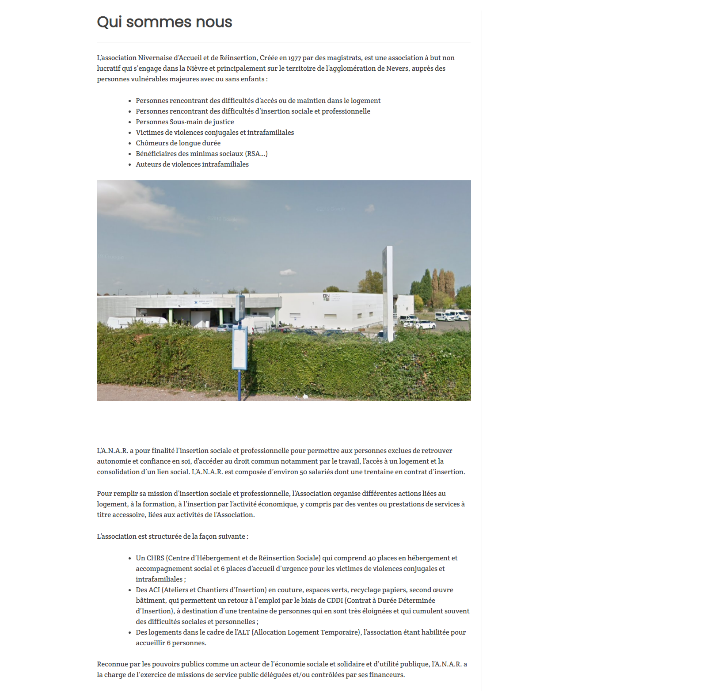 Qui sommes nous
L'association Nivernaise d'Accueil et de Réinsertion, Créée en 1977 par des magistrats, est une association à but non
lucratif qui s'engage dans la Nièvre et principalement sur le territoire de l'agglomération de Nevers, auprès des
personnes vulnérables majeures avec ou sans enfants :
• Personnes rencontrant des difficultés d'accès ou de maintien dans le logement
• Personnes rencontrant des difficultés d'insertion sociale et professionnelle
• Personnes Sous-main de justice
• Victimes de violences conjugales et intrafamiliales
• Chômeurs de longue durée
• Bénéficiaires des minimas sociaux (RSA...)
• Auteurs de violences intrafamiliales
L'A.N.A.R. a pour finalité l'insertion sociale et professionnelle pour permettre aux personnes exclues de retrouver
autonomie et confiance en soi, d'accéder au droit commun notamment par le travail, l'accès à un logement et la
consolidation d'un lien social. L'A.N.A.R. est composée d'environ 50 salariés dont une trentaine en contrat d'insertion.
Pour remplir sa mission d'insertion sociale et professionnelle, l'Association organise différentes actions liées au
logement, à la formation, à l'insertion par l'activité économique, y compris par des ventes ou prestations de services à
titre accessoire, liées aux activités de l'Association.
L'association est structurée de la façon suivante :
• Un CHRS (Centre d'Hébergement et de Réinsertion Sociale) qui comprend 40 places en hébergement et
accompagnement social et 6 places d'accueil d'urgence pour les victimes de violences conjugales et
intrafamiliales ;
• Des ACI (Ateliers et Chantiers d'Insertion) en couture, espaces verts, recyclage papiers, second œuvre
bâtiment, qui permettent un retour à l'emploi par le biais de CDDI (Contrat à Durée Déterminée
d'Insertion), à destination d'une trentaine de personnes qui en sont très éloignées et qui cumulent souvent
des difficultés sociales et personnelles ;
• Des logements dans le cadre de l'ALT (Allocation Logement Temporaire), l'association étant habilitée pour
accueillir 6 personnes.
Reconnue par les pouvoirs publics comme un acteur de l'économie sociale et solidaire et d'utilité publique, l'A.N.A.R. a
la charge de l'exercice de missions de service public déléguées et/ou contrôlées par ses financeurs.